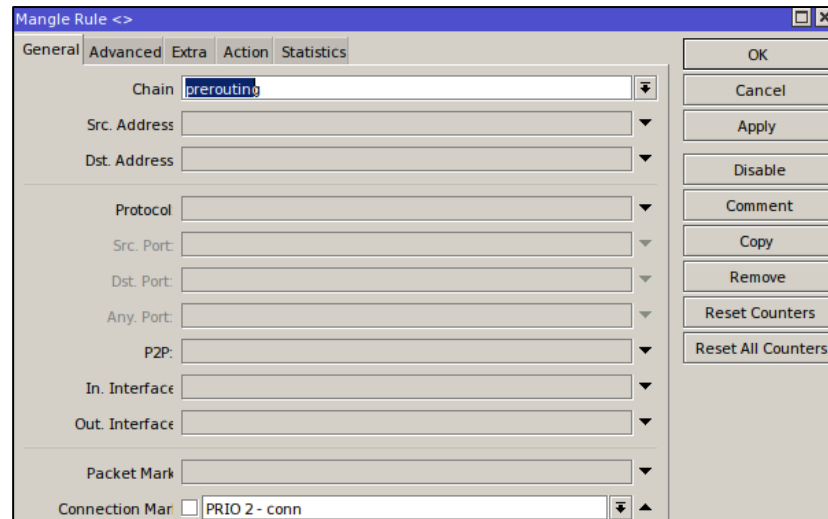 Mangle Rule <>
General Advanced Extra Action Statistics
OK
Chain prerouting
Cancel
Src. Address
Apply
Dst. Address
Disable
Protocol
Comment
Src. Port:
Copy
Dst. Port:
Remove
Any. Port:
Reset Counters
P2P:
Reset All Counters
In. Interface
Out. Interface
Packet Mark
Connection Mar PRIO 2 - conn